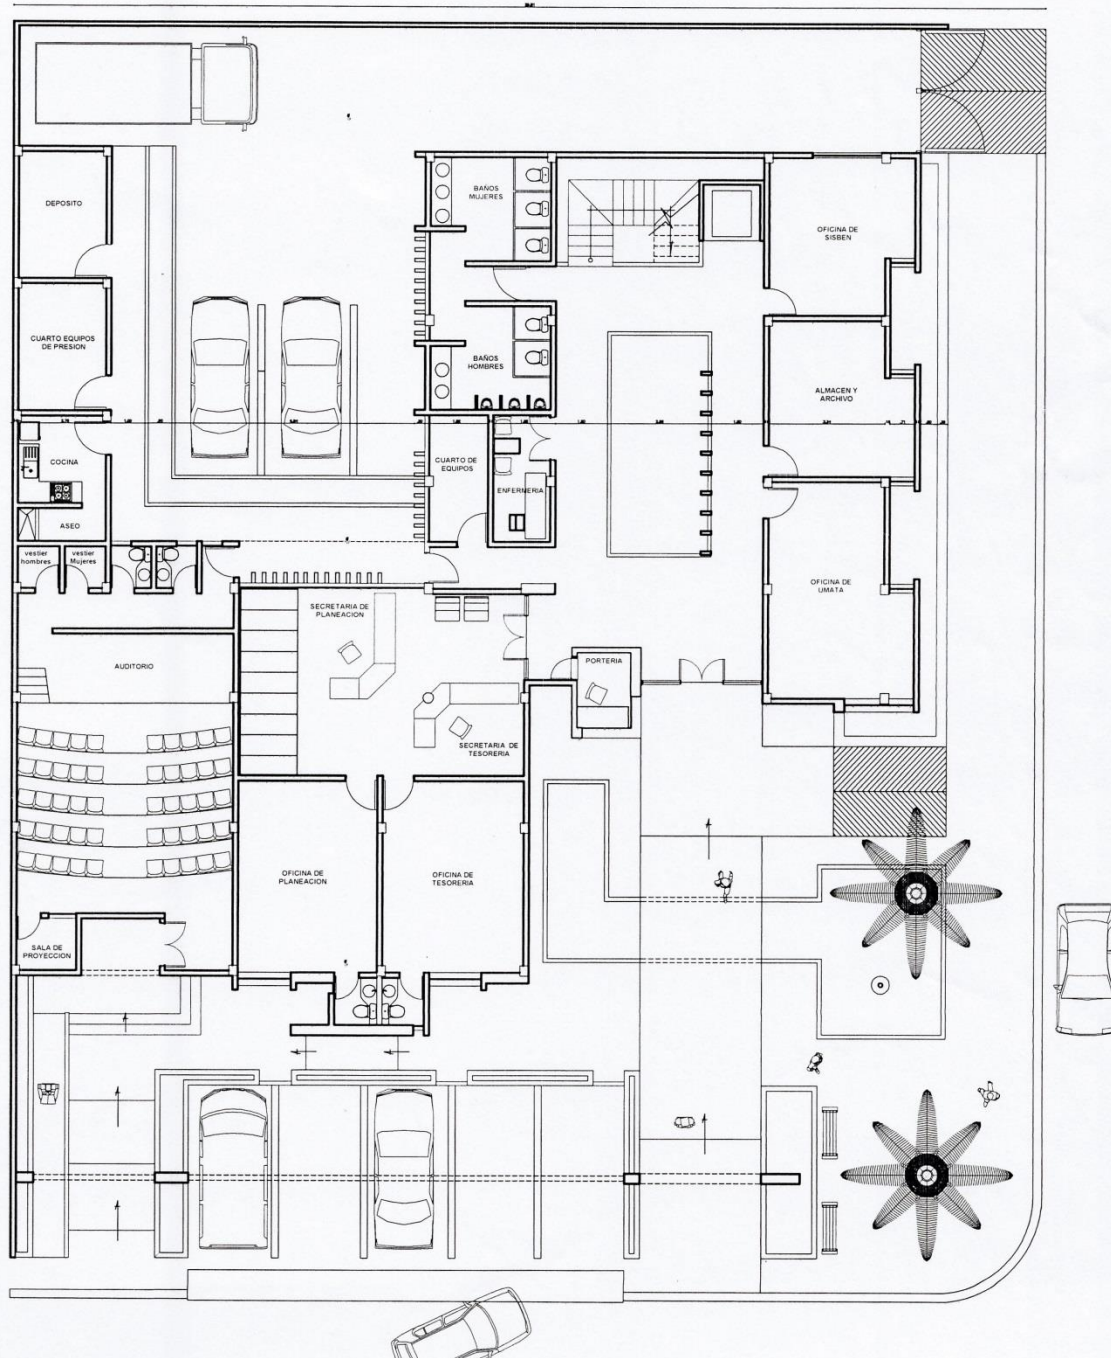 BAÑOS
MUJERES
DEPOSITO
OFICINA DE
SISBEN
CUARTO EQUIPOS
DE PRESION
BAÑOS
HOMBRES
ALMACEN Y
ARCHIVO
COCINA
CUARTO DE
EQUIPOS
ENFERMERIA
ASEO
vestier
hombres
vestier
Mujeres
OFICINA DE
UMATA
SECRETARIA DE
PLANEACION
PORTERIA
AUDITORIO
SECRETARIA DE
TESORERIA
OFICINA DE
PLANEACION
OFICINA DE
TESORERIA
SALA DE
PROYECCION